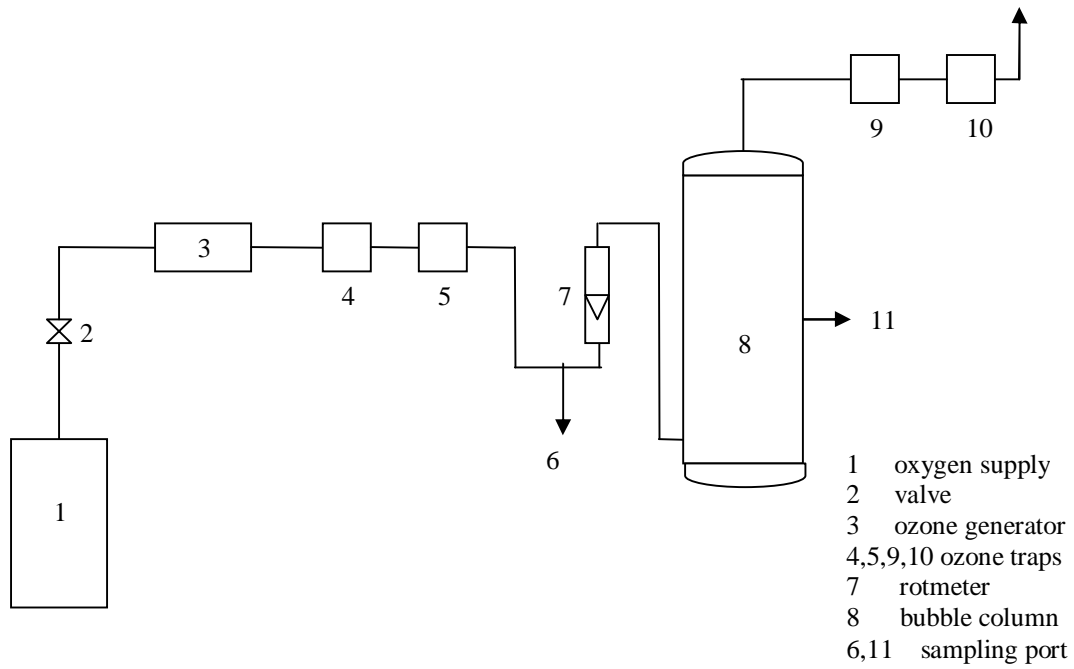 9
10
3
4
5
7
2
8
11
6
1
1 oxygen supply
2 valve
3 ozone generator
4,5,9,10 ozone traps
7 rotmeter
8 bubble column
6,11 sampling port